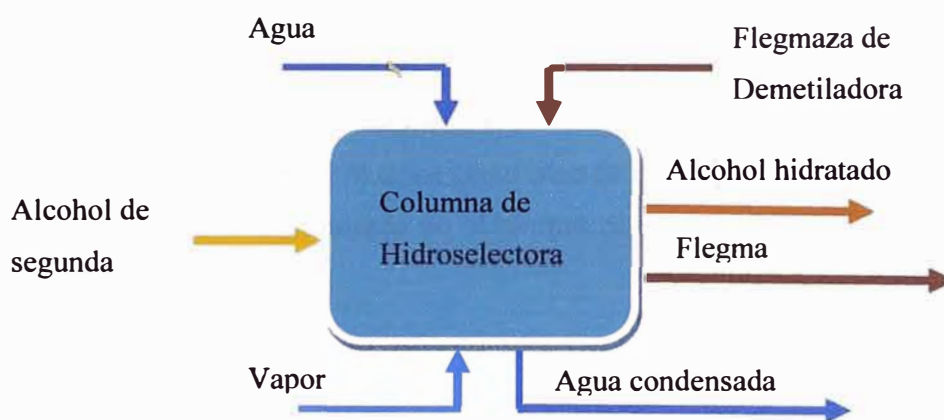 Agua
Flegmaza de
Demetiladora
Alcohol de
segunda
Columna de
Hidroselectora
Alcohol hidratado
Flegma
Vapor
Agua condensada